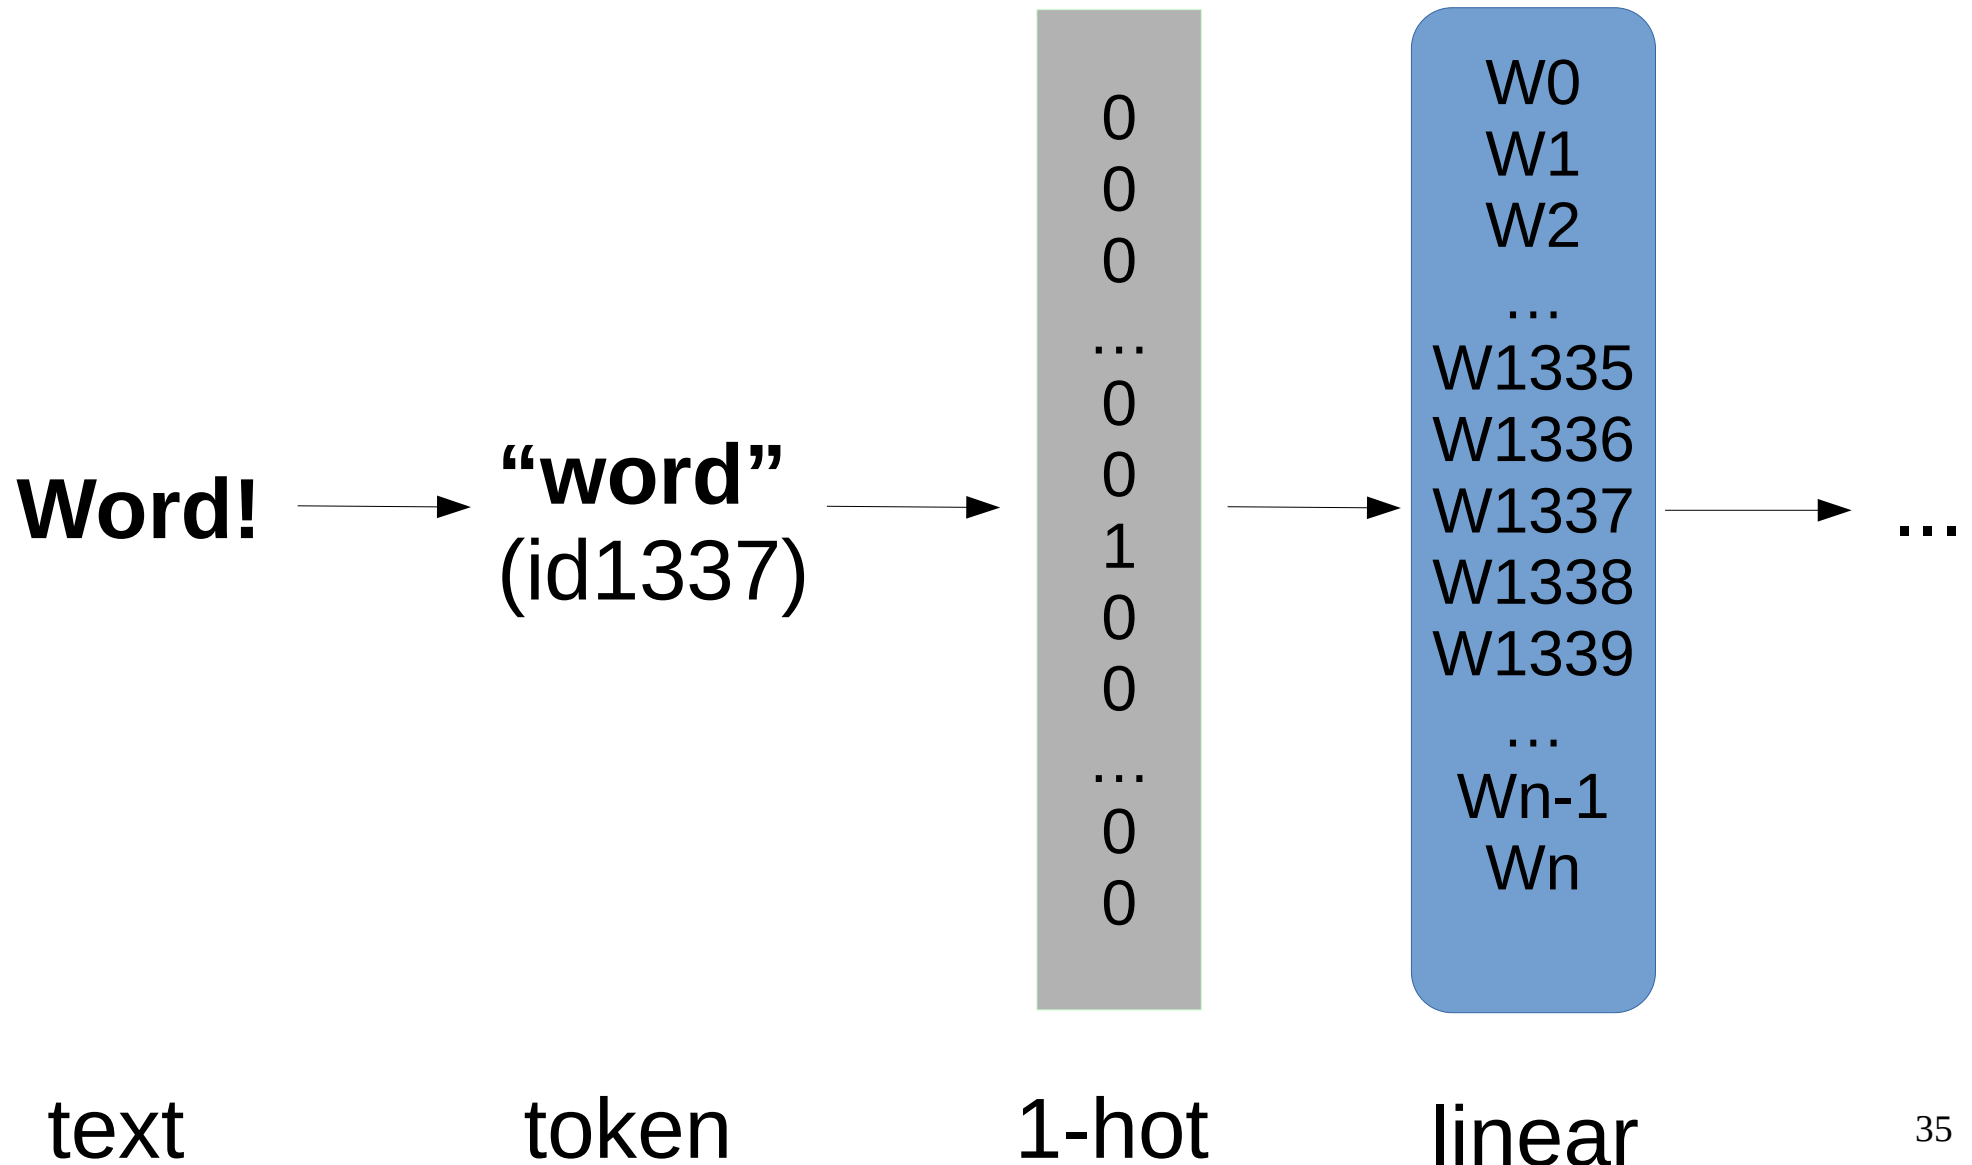 Word!
“word”
(id1337)
0
0
0
…
0
0
1
0
0
…
0
0
W0
W1
W2
…
W1335
W1336
W1337
W1338
W1339
…
Wn-1
Wn
…
text
token
1-hot
linear
35